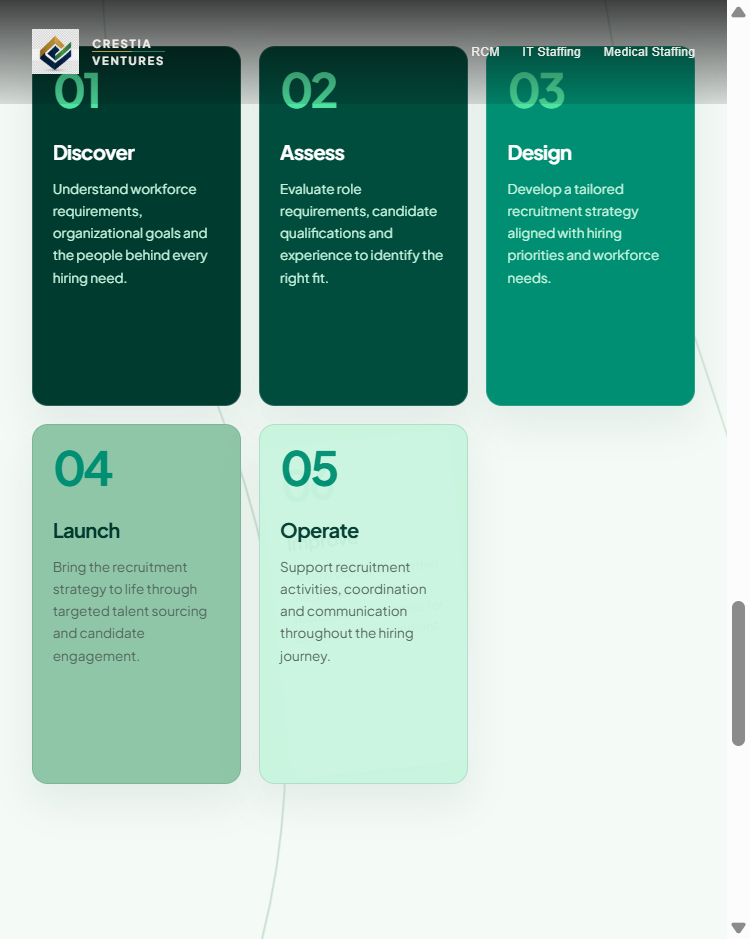 CRESTIA
VENTURES
RCM IT Staffing Medical Staffing
01
Discover
Understand workforce
requirements,
organizational goals and
the people behind every
hiring need.
02
Assess
Evaluate role
requirements, candidate
qualifications and
experience to identify the
right fit.
03
Design
Develop a tailored
recruitment strategy
aligned with hiring
priorities and workforce
needs.
04
Launch
Bring the recruitment
strategy to life through
targeted talent sourcing
and candidate
engagement.
05
Operate
Support recruitment
activities, coordination
and communication
throughout the hiring
journey.